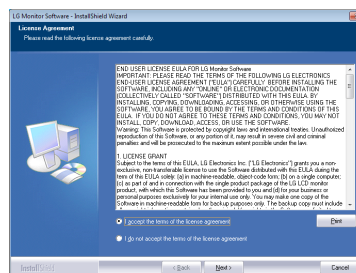 LG Monitor Software - InstallShield Wizard
License Agreement
Please read the following license agreement carefully.
END USER LICENSE EULA FOR LG Monitor Software
IMPORTANT: PLEASE READ THE TERMS OF THE FOLLOWING LG ELECTRONICS
END-USER LICENSE AGREEMENT ("EULA") CAREFULLY BEFORE INSTALLING THE
SOFTWARE, INCLUDING ANY "ONLINE" OR ELECTRONIC DOCUMENTATION
(COLLECTIVELY CALLED "SOFTWARE") DISTRIBUTED WITH THIS EULA. BY
INSTALLING, COPYING, DOWNLOADING, ACCESSING, OR OTHERWISE USING THE
SOFTWARE, YOU AGREE TO BE BOUND BY THE TERMS AND CONDITIONS OF THIS
EULA. IF YOU DO NOT AGREE TO THESE TERMS AND CONDITIONS, YOU MAY NOT
INSTALL, COPY, DOWNLOAD, ACCESS, OR USE THE SOFTWARE.
Warning: This Software is protected by copyright laws and international treaties. Unauthorized
reproduction of this Software, or any portion of it, may result in severe civil and criminal
penalties and will be prosecuted to the maximum extent possible under the law.
1. LICENSE GRANT
Subject to the terms of this EULA, LG Electronics Inc. ("LG Electronics") grants you a non-
exclusive, non-transferable license to use the Software distributed with this EULA during the
term of this EULA solely: (a) in machine-readable, object-code form; (b) on a single computer;
(c) as part of and in connection with the single product package of the LG LCD monitor
product, with which this Software has been provided to you and (d) for your business or
personal purposes exclusively for your internal use only. You may make one copy of the
Software in machine-readable form for backup purposes only. The backup copy must include
I accept the terms of the license agreement
Print
I do not accept the terms of the license agreement
InstallShield
< Back
Next >
Cancel